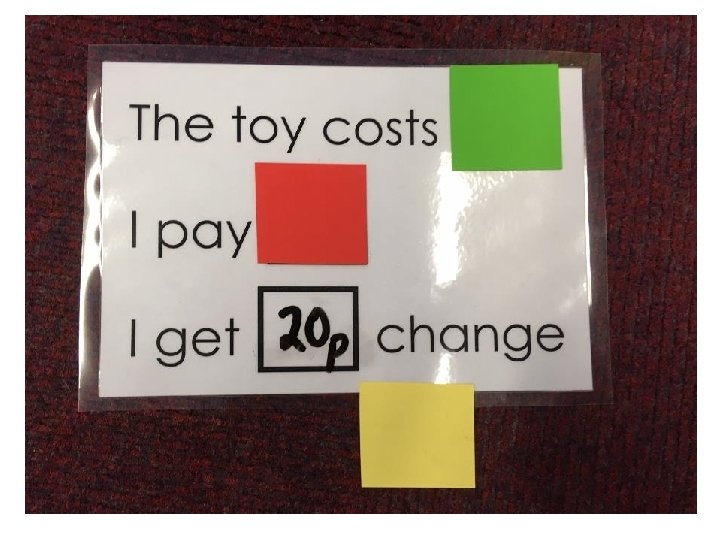 The toy costs
I pay
I get 20p change